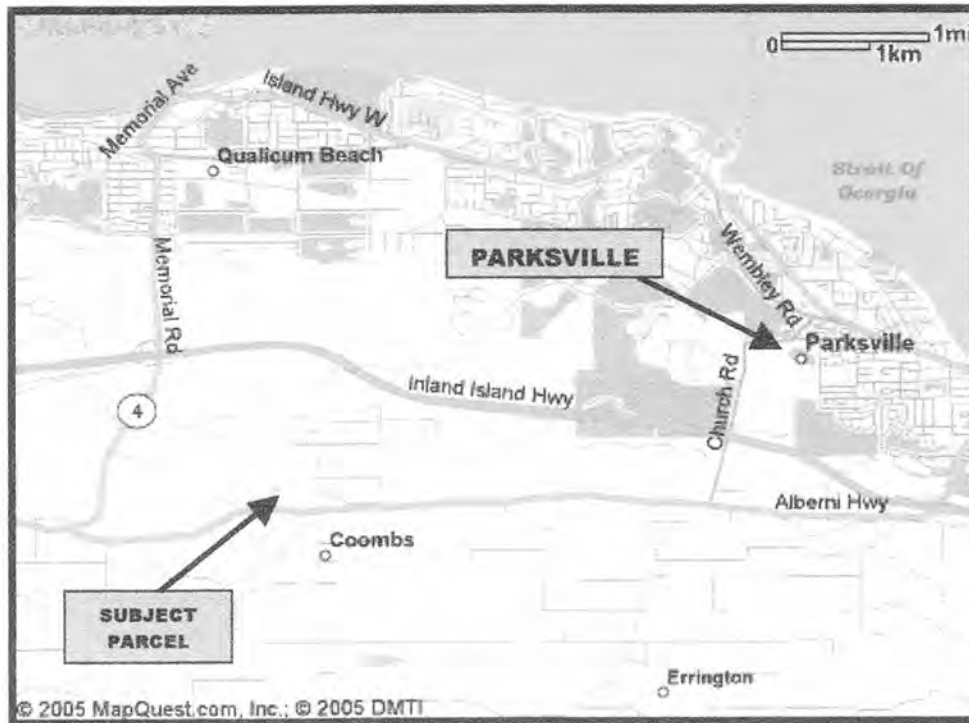 0
1mi
1km
Memorial Ave
Island Hwy W
Qualicum Beach
Strait Of
Georgia
PARKSVILLE
Wembley Rd
Memorial Rd
Parksville
Inland Island Hwy
Church Rd
4
Alberni Hwy
Coombs
SUBJECT
PARCEL
Errington
© 2005 MapQuest.com, Inc.; © 2005 DMTI